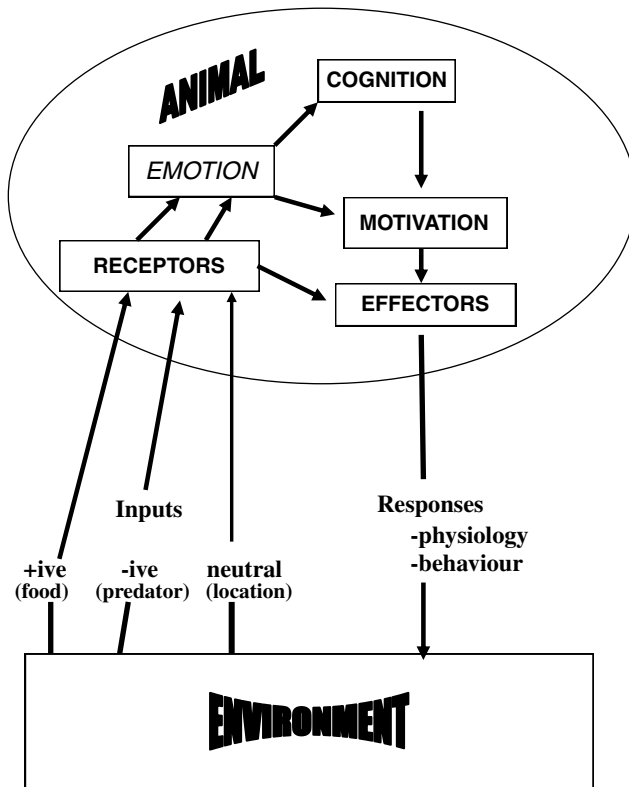 ANIMAL
COGNITION
EMOTION
MOTIVATION
RECEPTORS
EFFECTORS
Inputs
Responses
-physiology
-behaviour
+ive
(food)
-ive
(predator)
neutral
(location)
ENVIRONMENT